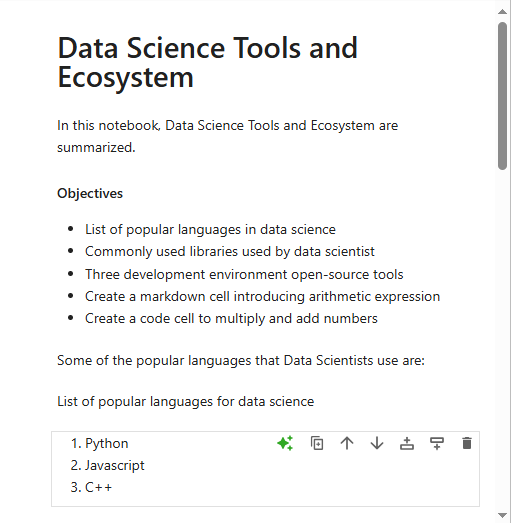 Data Science Tools and
Ecosystem
In this notebook, Data Science Tools and Ecosystem are
summarized.
Objectives
• List of popular languages in data science
• Commonly used libraries used by data scientist
• Three development environment open-source tools
• Create a markdown cell introducing arithmetic expression
• Create a code cell to multiply and add numbers
Some of the popular languages that Data Scientists use are:
List of popular languages for data science
1. Python
2. Javascript
3. C++